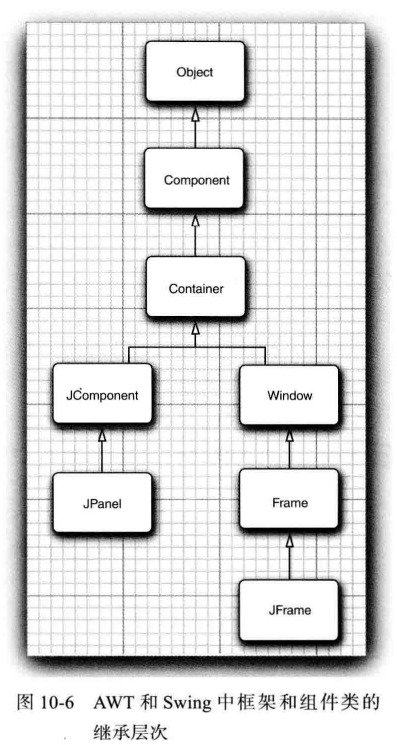 Object
Component
Container
JComponent
Window
JPanel
Frame
JFrame
图 10-6 AWT 和 Swing 中框架和组件类的
继承层次